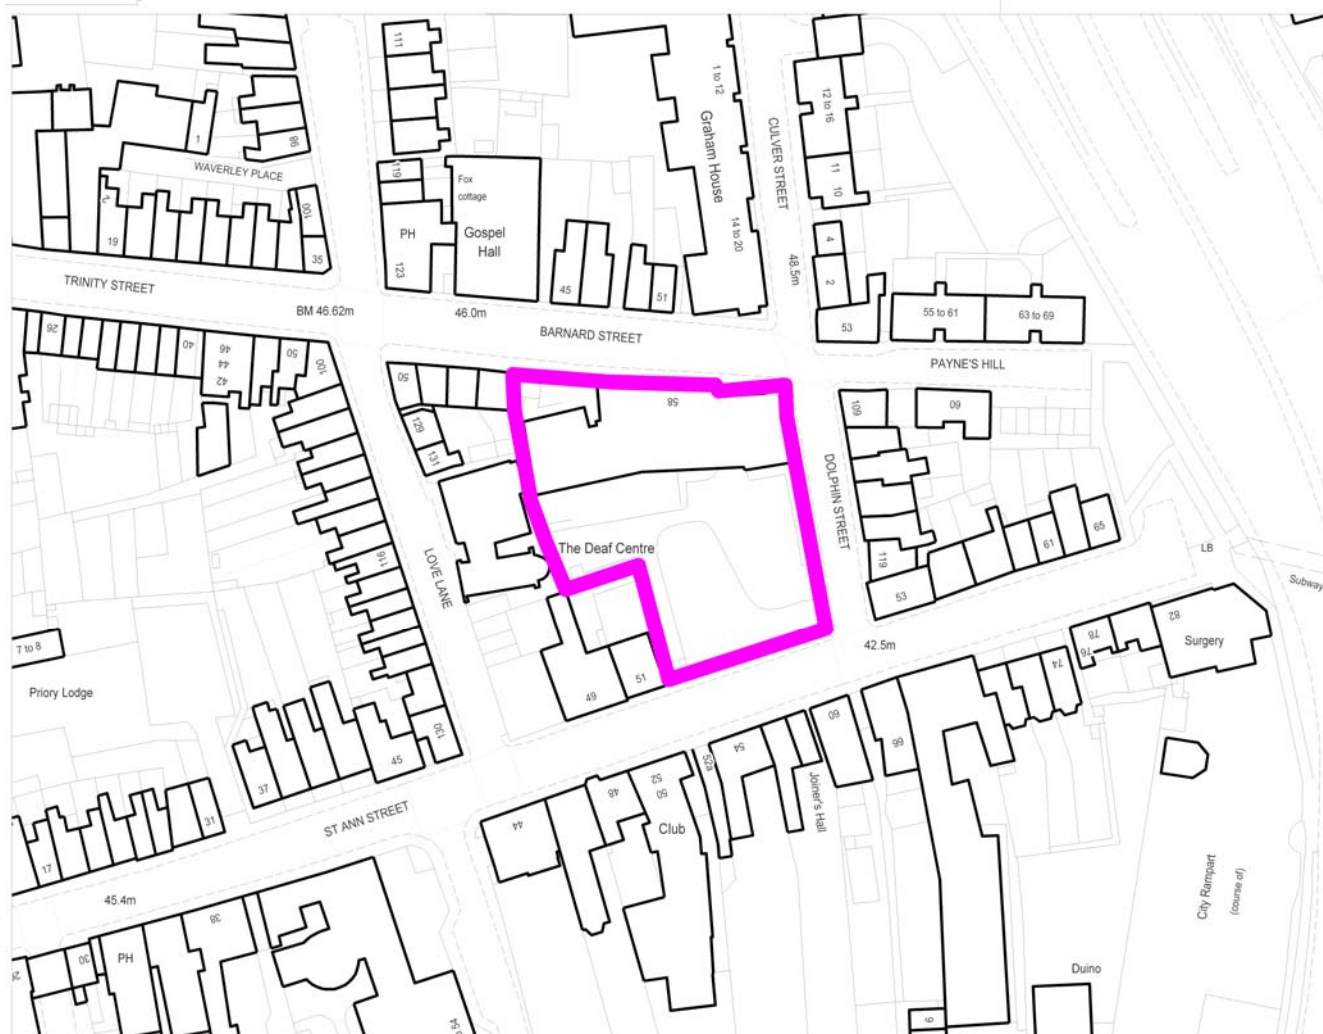 111
1 to 12
Graham House
14 to 20
CULVER STREET
12 to 16
11
10
1
98
WAVERLEY PLACE
2
19
100
35
119
Fox
cottage
PH
Gospel
Hall
123
45
51
48.5m
4
2
53
55 to 61
63 to 69
TRINITY STREET
BM 46.62m
46.0m
BARNARD STREET
PAYNE'S HILL
26
40
46
44
42
50
100
50
58
109
60
129
131
DOLPHIN STREET
116
LOVE LANE
The Deaf Centre
119
53
61
65
LB
Subway
7 to 8
Priory Lodge
42.5m
78
76
74
82
Surgery
51
49
130
45
37
31
17
60
66
54
52a
52
50
48
Club
44
Joiner's Hall
ST ANN STREET
45.4m
38
PH
30
City Rampart
(course of)
Duino